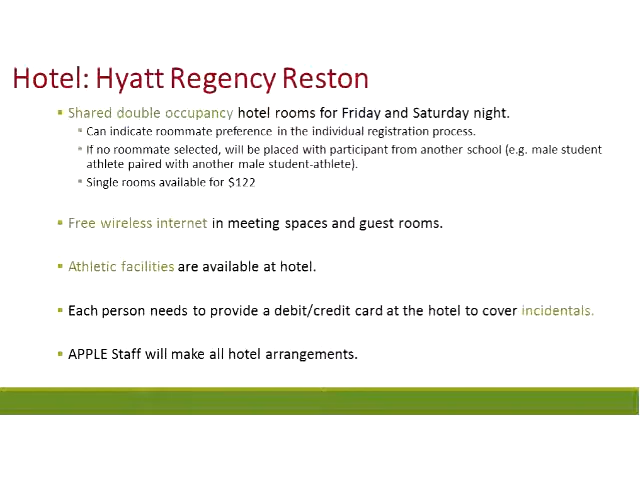 Hotel: Hyatt Regency Reston
Shared double occupancy hotel rooms for Friday and Saturday night.
Can indicate roommate preference in the individual registration process.
If no roommate selected, will be placed with participant from another school (e.g. male student
athlete paired with another male student-athlete).
Single rooms available for $122
Free wireless internet in meeting spaces and guest rooms.
Athletic facilities are available at hotel.
Each person needs to provide a debit/credit card at the hotel to cover incidentals.
APPLE Staff will make all hotel arrangements.